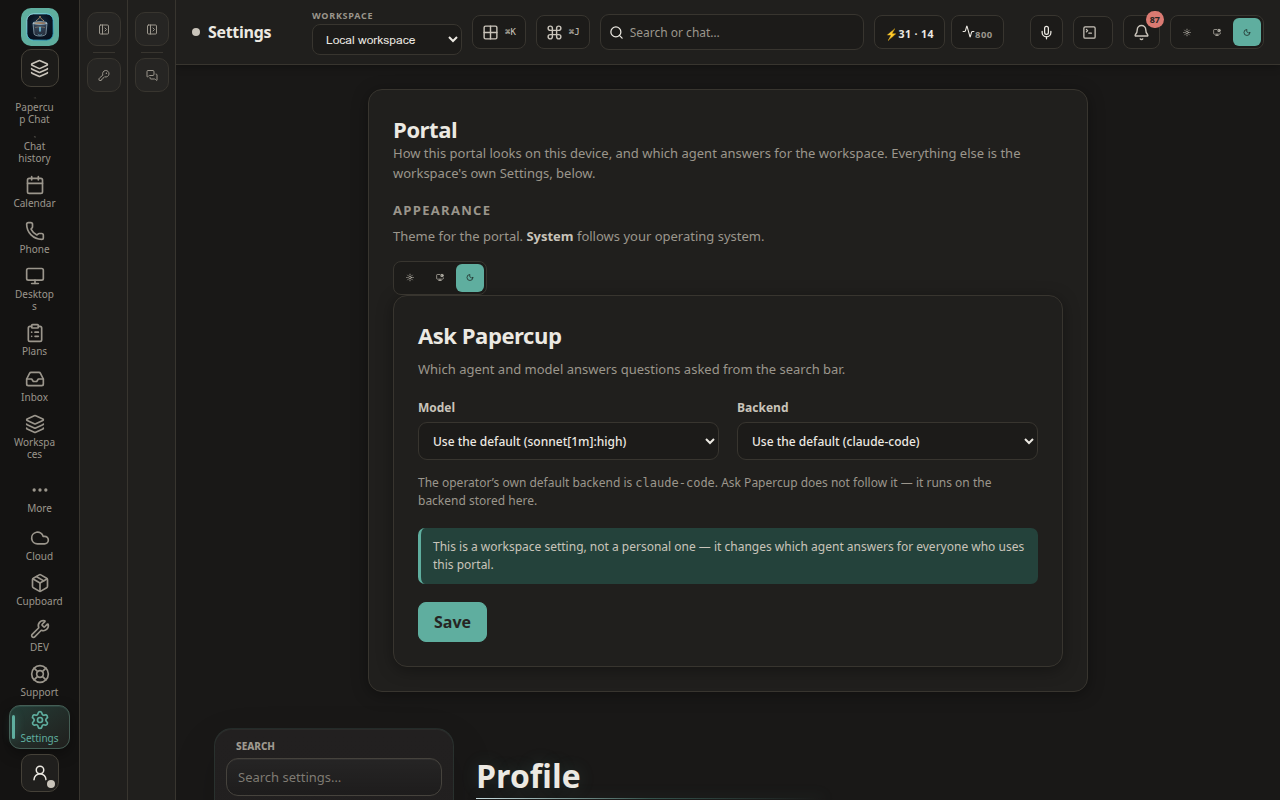 Settings
WORKSPACE
Local workspace
⌘K
⌘J
Search or chat...
⚡31 · 14
800
87
Papercu
p Chat
Chat
history
Calendar
Phone
Desktop
s
Plans
Inbox
Workspa
ces
More
Cloud
Cupboard
DEV
Support
Settings
Portal
How this portal looks on this device, and which agent answers for the workspace. Everything else is the
workspace's own Settings, below.
APPEARANCE
Theme for the portal. System follows your operating system.
Ask Papercup
Which agent and model answers questions asked from the search bar.
Model
Backend
Use the default (sonnet[1m]:high)
Use the default (claude-code)
The operator's own default backend is claude-code. Ask Papercup does not follow it — it runs on the
backend stored here.
This is a workspace setting, not a personal one — it changes which agent answers for everyone who uses
this portal.
Save
SEARCH
Search settings...
Profile